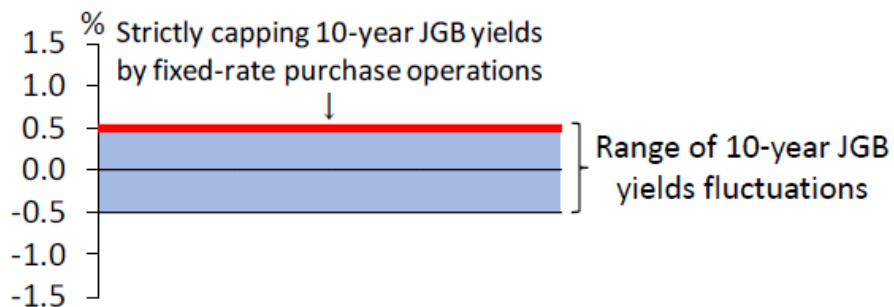 %
Strictly capping 10-year JGB yields
by fixed-rate purchase operations
↓
1.5
1.0
0.5
0.0
-0.5
-1.0
-1.5
Range of 10-year JGB
yields fluctuations